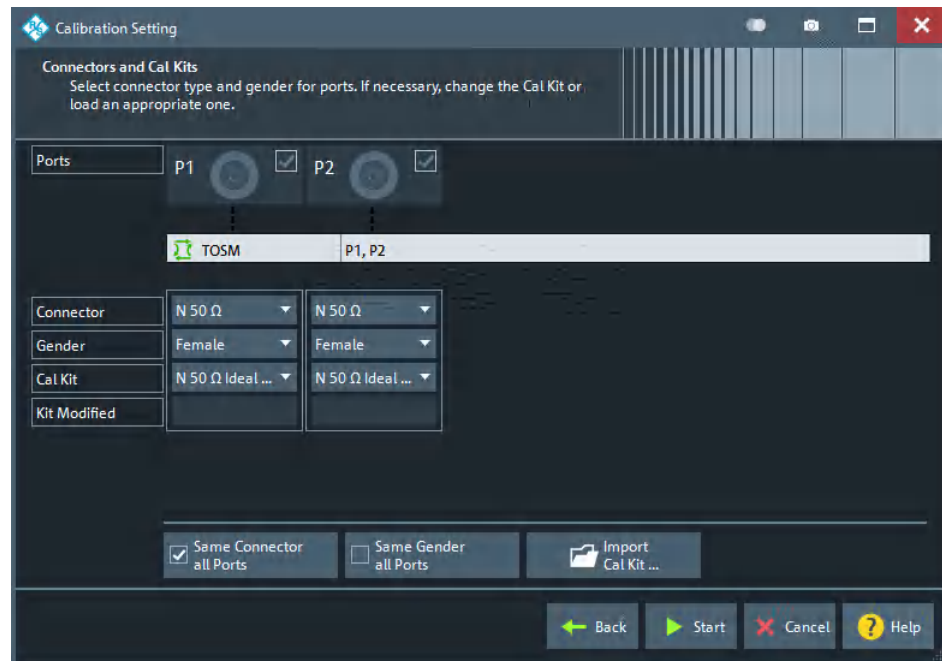 Calibration Setting
Connectors and Cal Kits
Select connector type and gender for ports. If necessary, change the Cal Kit or
load an appropriate one.
Ports P1 P2
TOSM P1, P2
Connector N 50 Ω N 50 Ω
Gender Female Female
Cal Kit N 50 Ω Ideal ... N 50 Ω Ideal ...
Kit Modified
Same Connector
all Ports
Same Gender
all Ports
Import
Cal Kit ...
Back Start Cancel ? Help